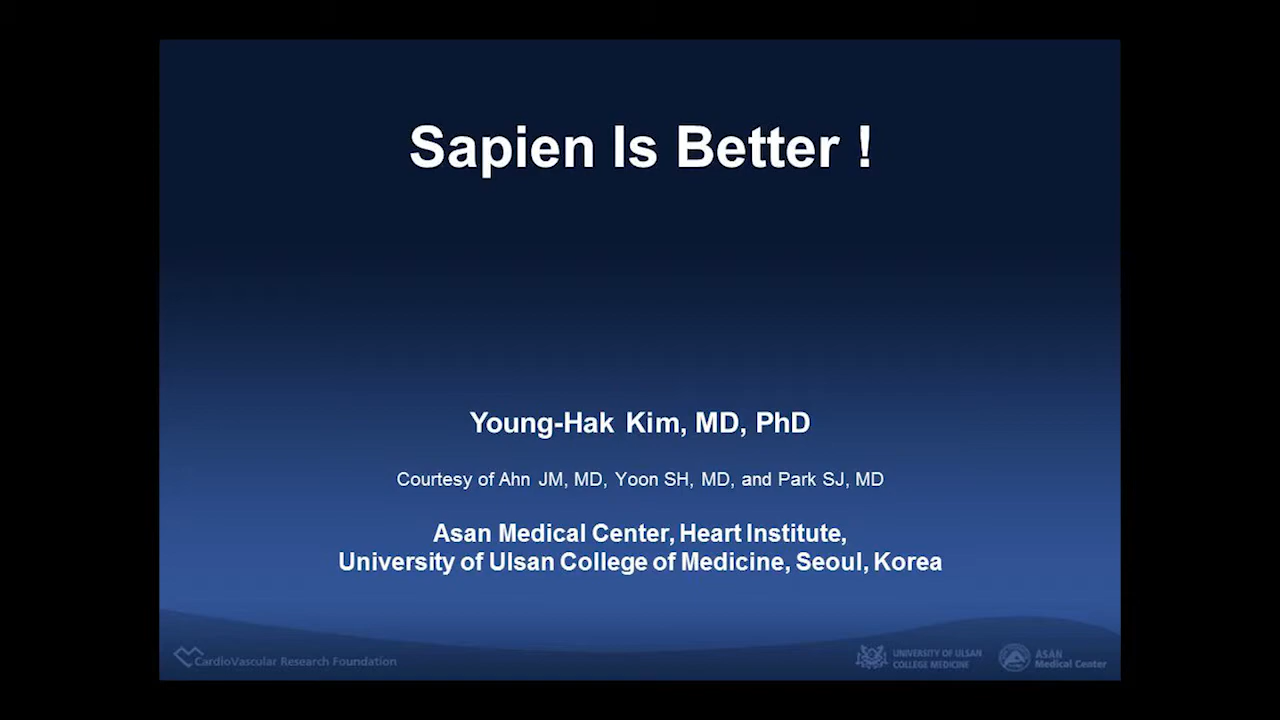 Sapien Is Better !
Young-Hak Kim, MD, PhD
Courtesy of Ahn JM, MD, Yoon SH, MD, and Park SJ, MD
Asan Medical Center, Heart Institute,
University of Ulsan College of Medicine, Seoul, Korea
CardioVascular Research Foundation
UNIVERSITY OF ULSAN
COLLEGE MEDICINE
ASAN
Medical Center